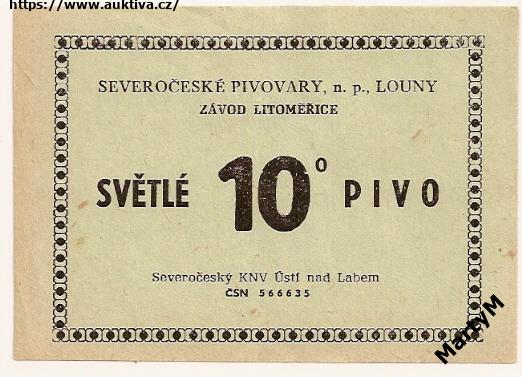 https://www.auktiva.cz/
SEVEROČESKÉ PIVOVARY, n. p., LOUNY
ZÁVOD LITOMĚŘICE
SVĚTLÉ 10° PIVO
Severočeský KNV Ústí nad Labem
ČSN 566635
MartyM